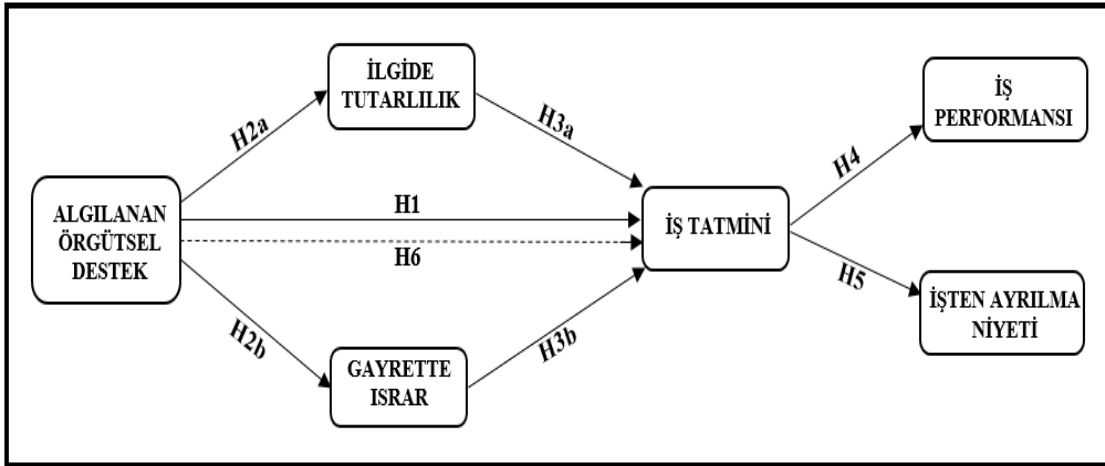 İLGİDE
TUTARLILIK
İŞ
PERFORMANSI
H2a
H3a
H4
ALGILANAN
ÖRGÜTSEL
DESTEK
H1
H6
İŞ TATMİNİ
H5
H2b
H3b
GAYRETTE
ISRAR
İŞTEN AYRILMA
NİYETİ